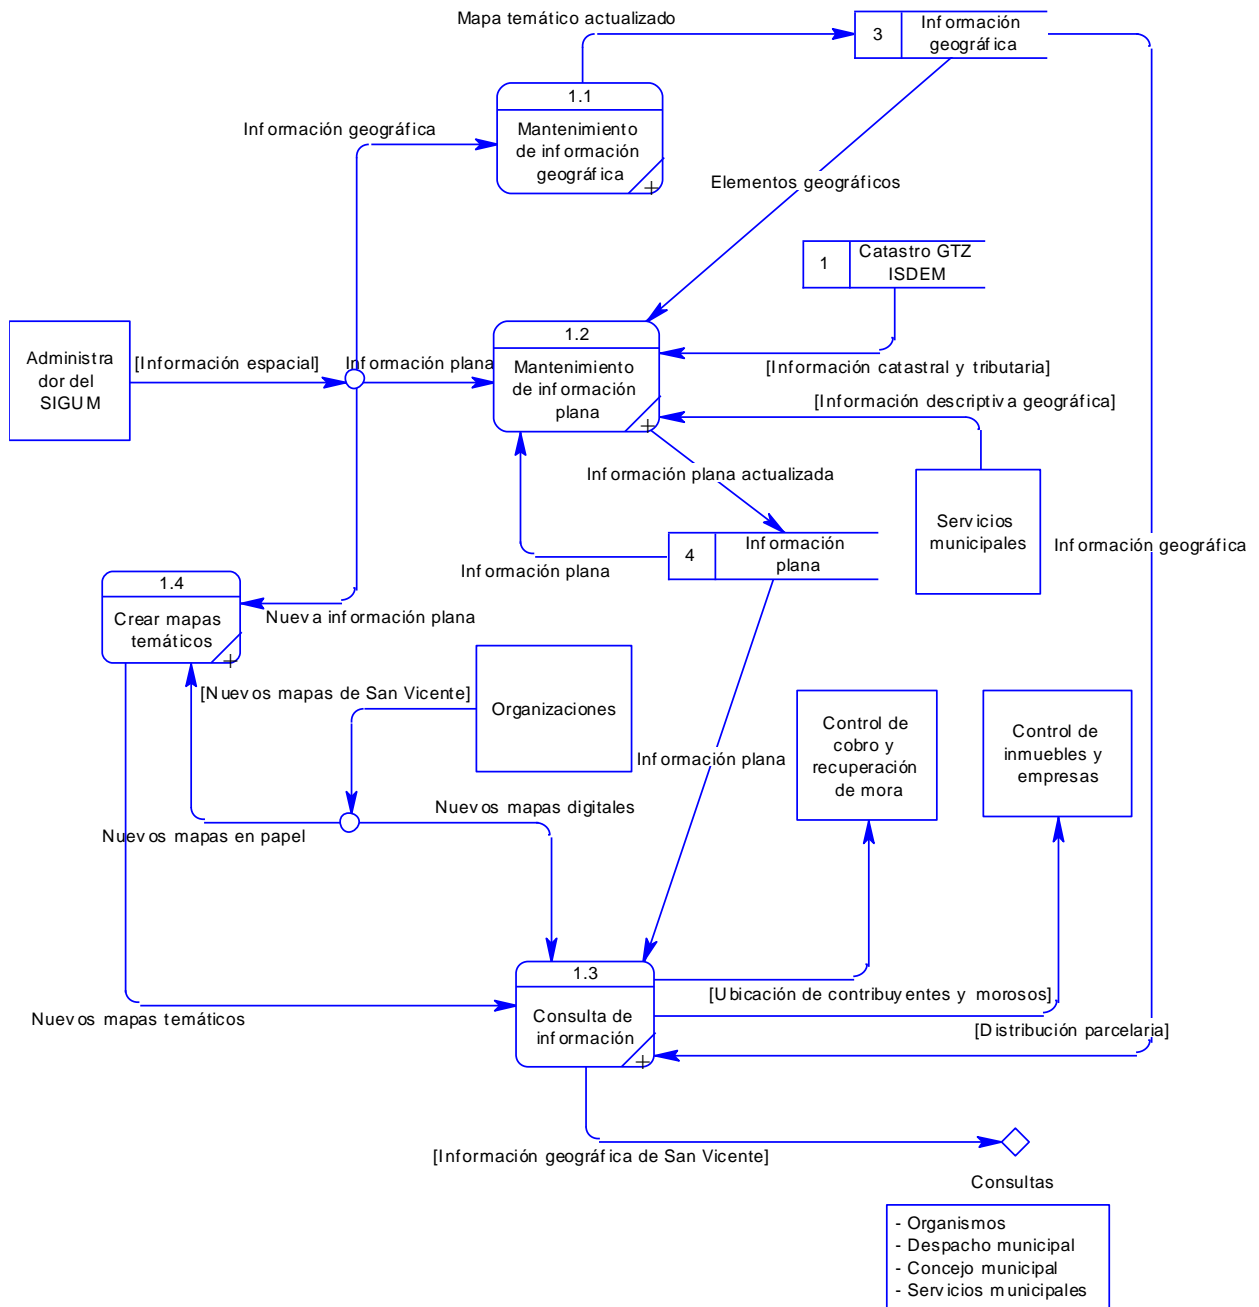 Mapa temático actualizado
3
Información
geográfica
1.1
Mantenimiento
de información
geográfica
Información geográfica
Elementos geográficos
1
Catastro GTZ
ISDEM
Administra
dor del
SIGUM
[Información espacial]
Información plana
1.2
Mantenimiento
de información
plana
[Información catastral y tributaria]
[Información descriptiva geográfica]
Información plana actualizada
Servicios
municipales
Información geográfica
4
Información
plana
Información plana
1.4
Crear mapas
temáticos
Nueva información plana
[Nuevos mapas de San Vicente]
Organizaciones
Control de
cobro y
recuperación
de mora
Control de
inmuebles y
empresas
Información plana
Nuevos mapas digitales
Nuevos mapas en papel
1.3
Consulta de
información
[Ubicación de contribuyentes y morosos]
Nuevos mapas temáticos
[Distribución parcelaria]
[Información geográfica de San Vicente]
Consultas
- Organismos
- Despacho municipal
- Concejo municipal
- Servicios municipales